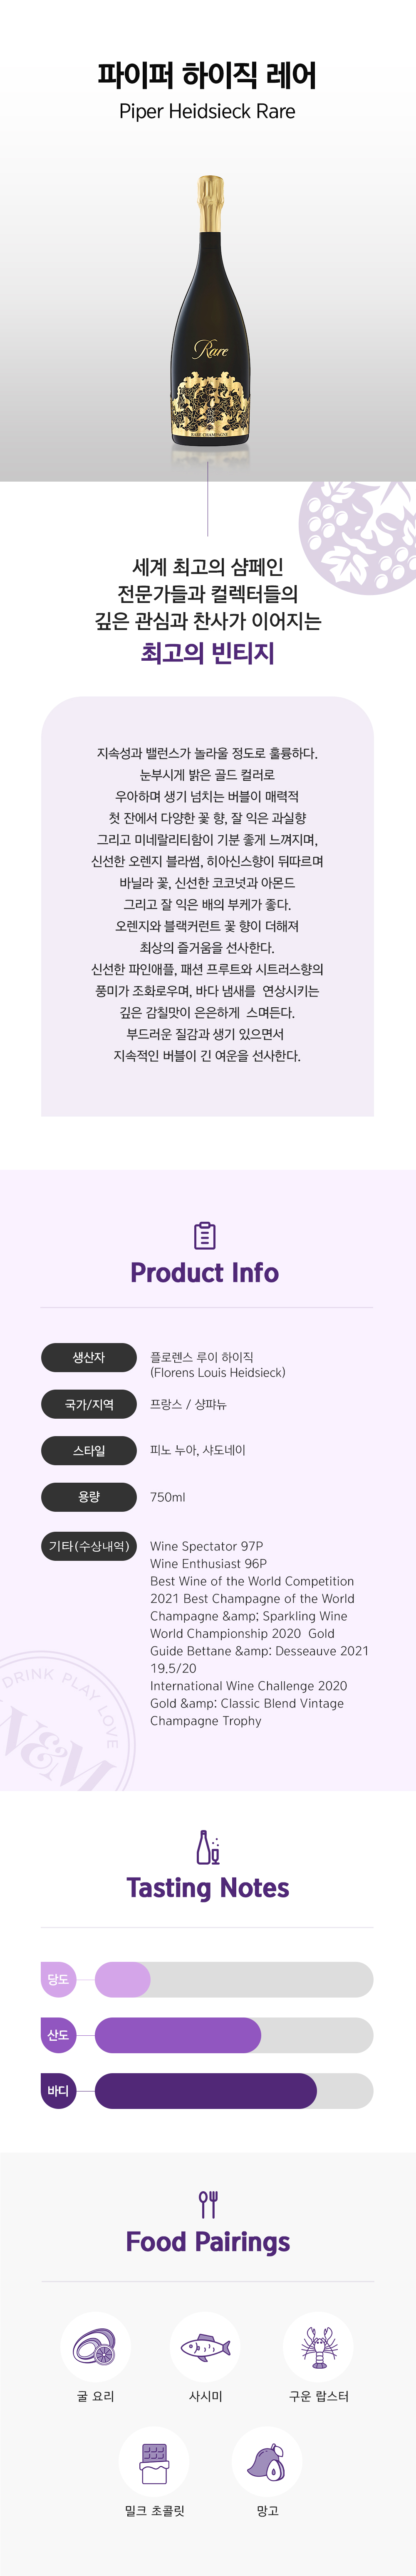 파이퍼 하이직 레어
Piper Heidsieck Rare
Rare
RARE CHAMPAGNE
세계 최고의 샴페인
전문가들과 컬렉터들의
깊은 관심과 찬사가 이어지는
최고의 빈티지
지속성과 밸런스가 놀라울 정도로 훌륭하다.
눈부시게 밝은 골드 컬러로
우아하며 생기 넘치는 버블이 매력적
첫 잔에서 다양한 꽃 향, 잘 익은 과실향
그리고 미네랄리티함이 기분 좋게 느껴지며,
신선한 오렌지 블라썸, 히아신스향이 뒤따르며
바닐라 꽃, 신선한 코코넛과 아몬드
그리고 잘 익은 배의 부케가 좋다.
오렌지와 블랙커런트 꽃 향이 더해져
최상의 즐거움을 선사한다.
신선한 파인애플, 패션 프루트와 시트러스향의
풍미가 조화로우며, 바다 냄새를  연상시키는
깊은 감칠맛이 은은하게  스며든다.
부드러운 질감과 생기 있으면서
지속적인 버블이 긴 여운을 선사한다.
Product Info
생산자 플로렌스 루이 하이직
(Florens Louis Heidsieck)
국가/지역 프랑스 / 샹퍄뉴
스타일 피노 누아, 샤도네이
용량 750ml
기타(수상내역) Wine Spectator 97P
Wine Enthusiast 96P
Best Wine of the World Competition
2021 Best Champagne of the World
Champagne &amp; Sparkling Wine
World Championship 2020  Gold
Guide Bettane &amp: Desseauve 2021
19.5/20
International Wine Challenge 2020
Gold &amp: Classic Blend Vintage
Champagne Trophy
DRINK PLAY LOVE
W&M
Tasting Notes
당도
산도
바디
Food Pairings
굴 요리 사시미 구운 랍스터
밀크 초콜릿 망고